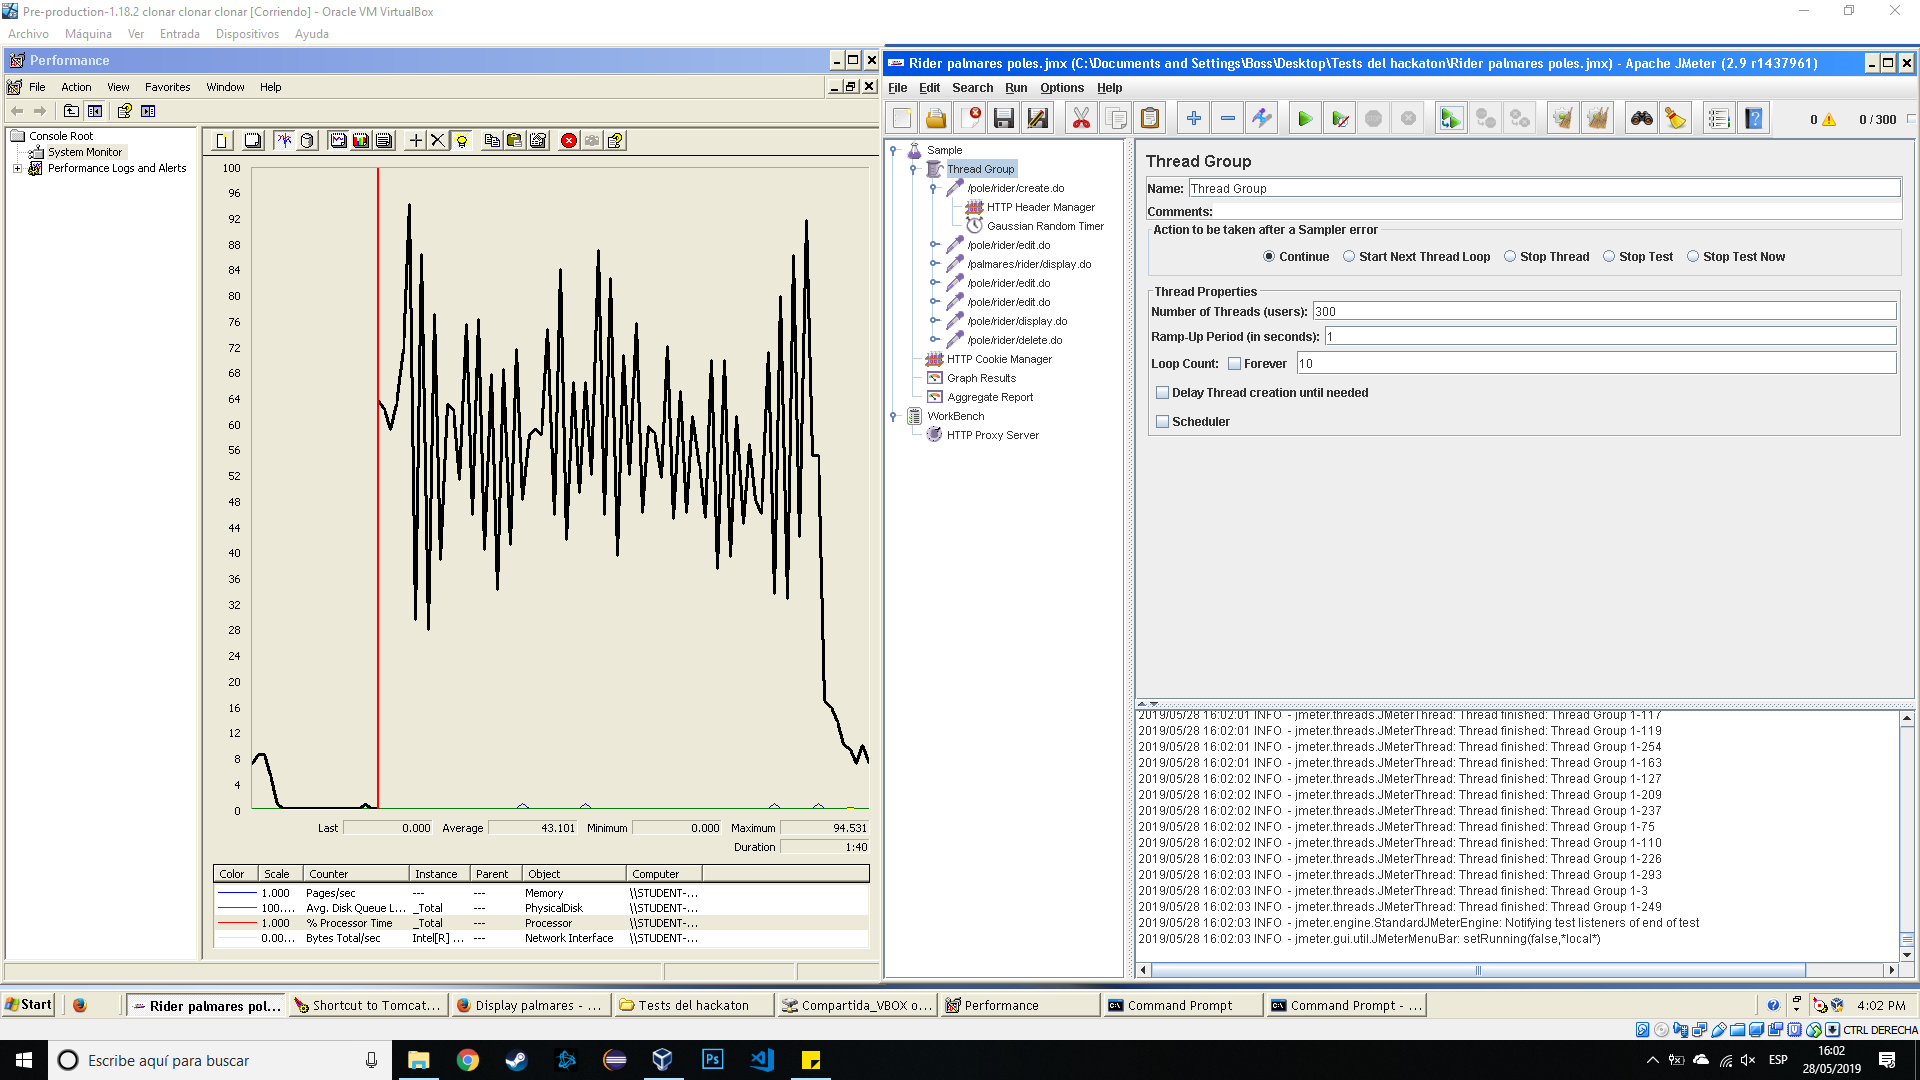 Pre-production-1.18.2 clonar clonar clonar [Corriendo] - Oracle VM VirtualBox
Archivo Máquina Ver Entrada Dispositivos Ayuda
Performance
File Action View Favorites Window Help
Console Root
System Monitor
Performance Logs and Alerts
100
96
92
88
84
80
76
72
68
64
60
56
52
48
44
40
36
32
28
24
20
16
12
8
4
0
Last 0.000 Average 43.101 Minimum 0.000 Maximum 94.531
Duration 1:40
Color Scale Counter Instance Parent Object Computer
1.000 Pages/sec --- --- Memory \\STUDENT-...
100.... Avg. Disk Queue L... _Total --- PhysicalDisk \\STUDENT-...
1.000 % Processor Time _Total --- Processor \\STUDENT-...
0.00... Bytes Total/sec Intel[R] ... --- Network Interface \\STUDENT-...
Rider palmares poles.jmx (C:\Documents and Settings\Boss\Desktop\Tests del hackaton\Rider palmares poles.jmx) - Apache JMeter (2.9 r1437961)
File Edit Search Run Options Help
0 0 / 300
Sample
Thread Group
/pole/rider/create.do
HTTP Header Manager
Gaussian Random Timer
/pole/rider/edit.do
/palmares/rider/display.do
/pole/rider/edit.do
/pole/rider/edit.do
/pole/rider/display.do
/pole/rider/delete.do
HTTP Cookie Manager
Graph Results
Aggregate Report
WorkBench
HTTP Proxy Server
Thread Group
Name: Thread Group
Comments:
Action to be taken after a Sampler error
Continue Start Next Thread Loop Stop Thread Stop Test Stop Test Now
Thread Properties
Number of Threads (users): 300
Ramp-Up Period (in seconds): 1
Loop Count: Forever 10
Delay Thread creation until needed
Scheduler
2019/05/28 16:02:01 INFO - jmeter.threads.JMeterThread: Thread finished: Thread Group 1-117
2019/05/28 16:02:01 INFO - jmeter.threads.JMeterThread: Thread finished: Thread Group 1-119
2019/05/28 16:02:01 INFO - jmeter.threads.JMeterThread: Thread finished: Thread Group 1-254
2019/05/28 16:02:01 INFO - jmeter.threads.JMeterThread: Thread finished: Thread Group 1-163
2019/05/28 16:02:02 INFO - jmeter.threads.JMeterThread: Thread finished: Thread Group 1-127
2019/05/28 16:02:02 INFO - jmeter.threads.JMeterThread: Thread finished: Thread Group 1-209
2019/05/28 16:02:02 INFO - jmeter.threads.JMeterThread: Thread finished: Thread Group 1-237
2019/05/28 16:02:02 INFO - jmeter.threads.JMeterThread: Thread finished: Thread Group 1-75
2019/05/28 16:02:02 INFO - jmeter.threads.JMeterThread: Thread finished: Thread Group 1-110
2019/05/28 16:02:03 INFO - jmeter.threads.JMeterThread: Thread finished: Thread Group 1-226
2019/05/28 16:02:03 INFO - jmeter.threads.JMeterThread: Thread finished: Thread Group 1-293
2019/05/28 16:02:03 INFO - jmeter.threads.JMeterThread: Thread finished: Thread Group 1-3
2019/05/28 16:02:03 INFO - jmeter.threads.JMeterThread: Thread finished: Thread Group 1-249
2019/05/28 16:02:03 INFO - jmeter.engine.StandardJMeterEngine: Notifying test listeners of end of test
2019/05/28 16:02:03 INFO - jmeter.gui.util.JMeterMenuBar: setRunning(false,*local*)
Start Rider palmares pol... Shortcut to Tomcat... Display palmares - ... Tests del hackaton Compartida_VBOX o... Performance Command Prompt Command Prompt - ... 4:02 PM
CTRL DERECHA
Escribe aquí para buscar
Ps
ESP
16:02
28/05/2019